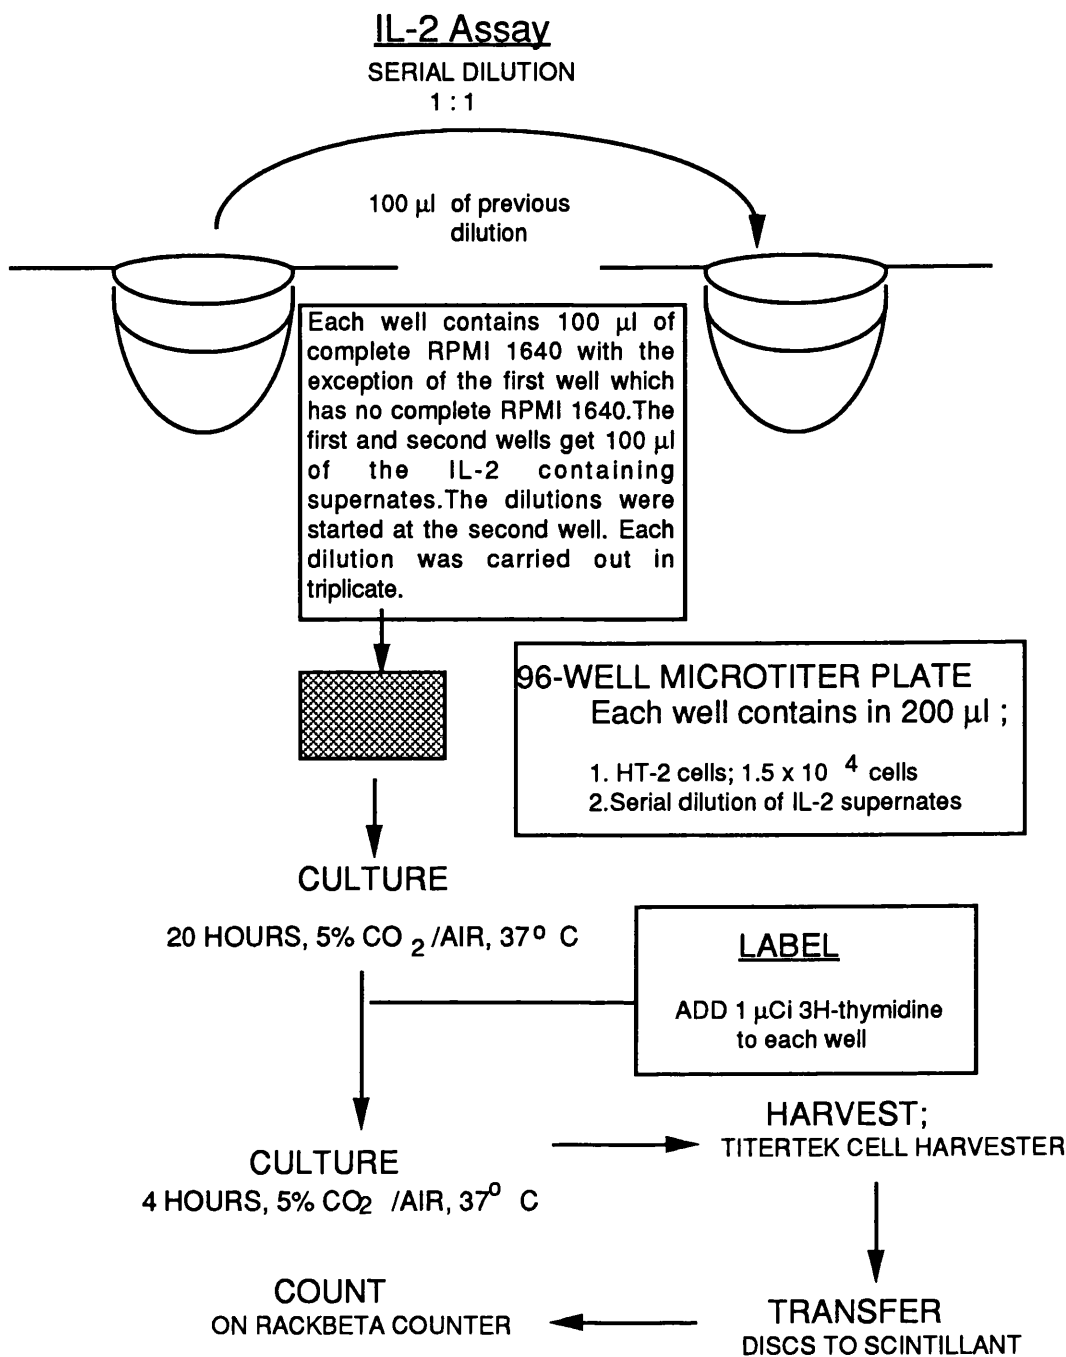 IL-2 Assay
SERIAL DILUTION
1 : 1
100 µl of previous
dilution
Each well contains 100 µl of
complete RPMI 1640 with the
exception of the first well which
has no complete RPMI 1640.The
first and second wells get 100 µl
of the IL-2 containing
supernates.The dilutions were
started at the second well. Each
dilution was carried out in
triplicate.
96-WELL MICROTITER PLATE
Each well contains in 200 µl ;
1. HT-2 cells; 1.5 x 10 4 cells
2.Serial dilution of IL-2 supernates
CULTURE
20 HOURS, 5% CO 2 /AIR, 37º C
LABEL
ADD 1 µCi 3H-thymidine
to each well
CULTURE
4 HOURS, 5% CO2 /AIR, 37º C
HARVEST;
TITERTEK CELL HARVESTER
TRANSFER
DISCS TO SCINTILLANT
COUNT
ON RACKBETA COUNTER